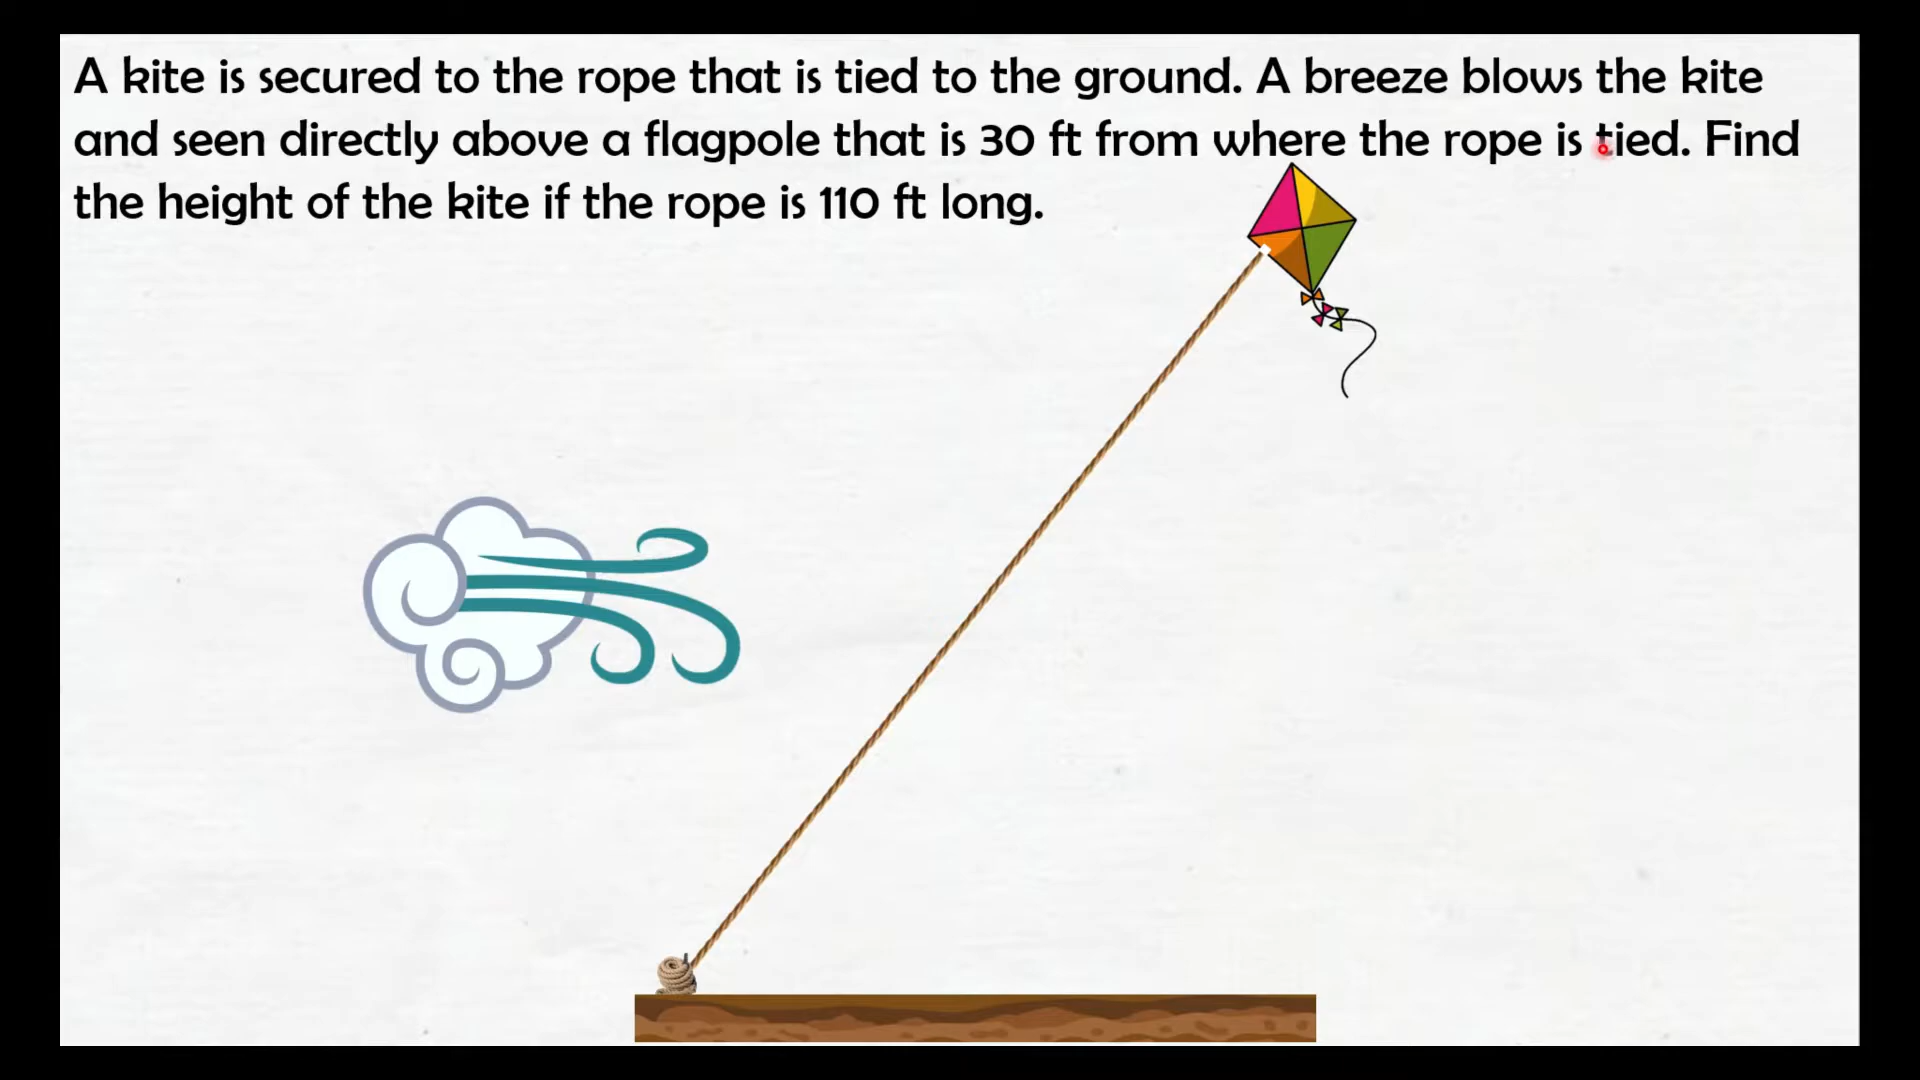 A kite is secured to the rope that is tied to the ground. A breeze blows the kite
and seen directly above a flagpole that is 30 ft from where the rope is tied. Find
the height of the kite if the rope is 110 ft long.